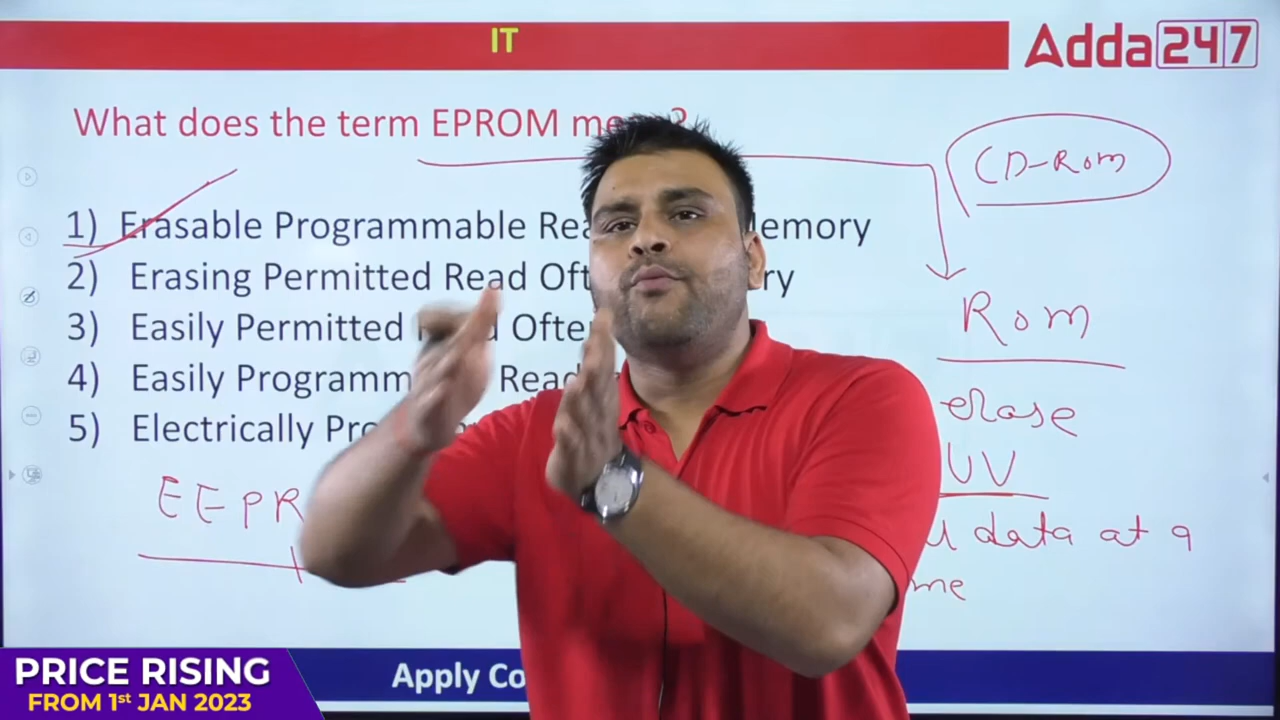 IT
Adda247
What does the term EPROM me ?
CD-Rom
1) Erasable Programmable Rea Memory
2) Erasing Permitted Read Oft ry
3) Easily Permitted Ofte
4) Easily Programm Read
5) Electrically Pro
Rom
erase
UV
data at a
me
EEPR
Apply Co
PRICE RISING
FROM 1st JAN 2023